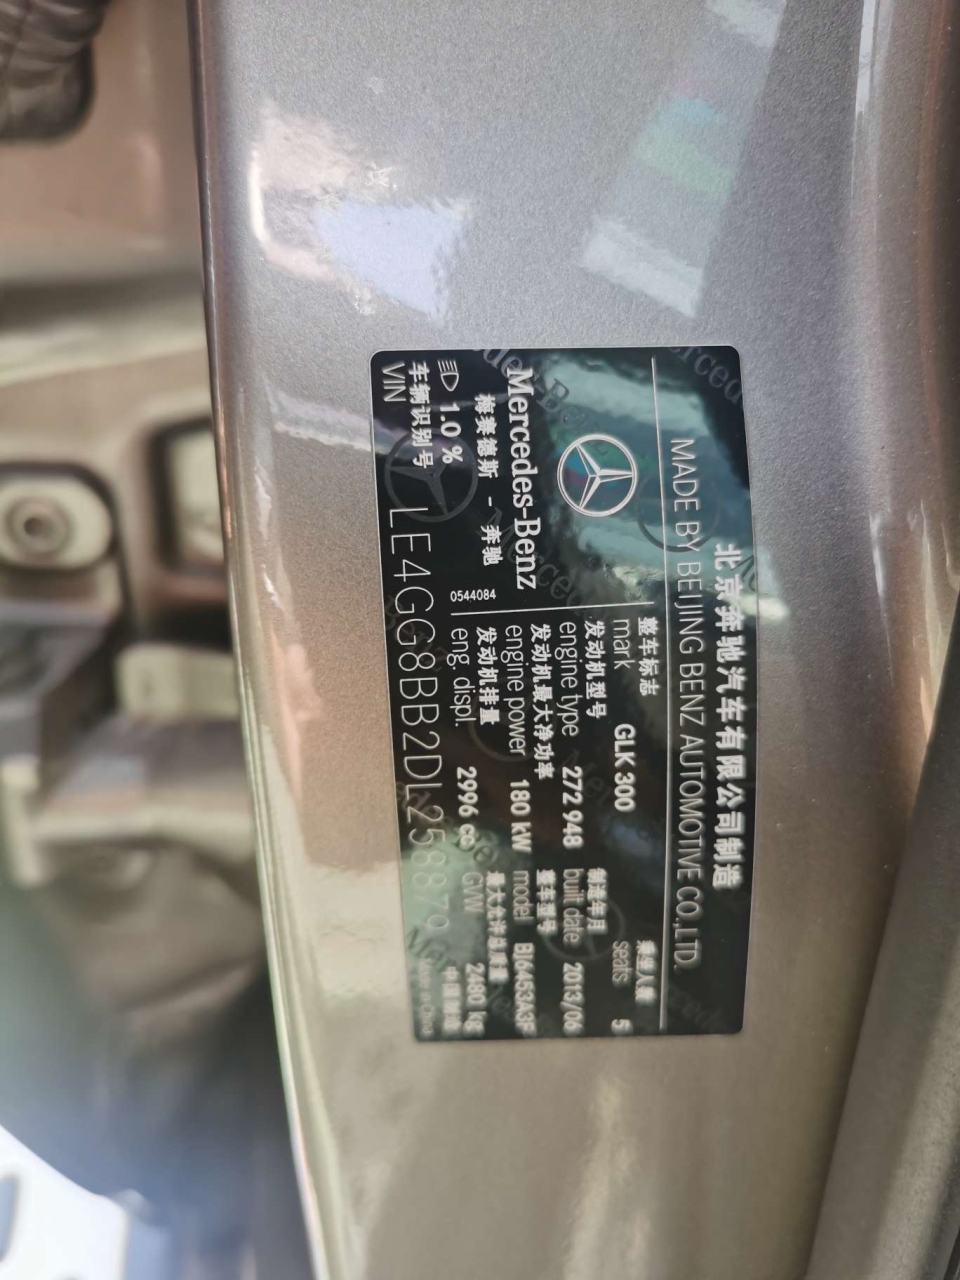 北京奔驰汽车有限公司制造
MADE BY BEIJING BENZ AUTOMOTIVE CO.,LTD.
Mercedes-Benz
梅赛德斯 - 奔驰
1.0 %
0544084
整车标志
mark GLK 300
乘坐人数
seats 5
发动机型号
engine type 272 948
制造年月
built date 2013/06
发动机最大净功率
engine power 180 kW
整车型号
model BJ6453A3F
发动机排量
eng. displ. 2996 cc
最大允许总质量
GVW 2480 kg
车辆识别号
VIN LE4GG8BB2DL258879
中国制造
Made in China